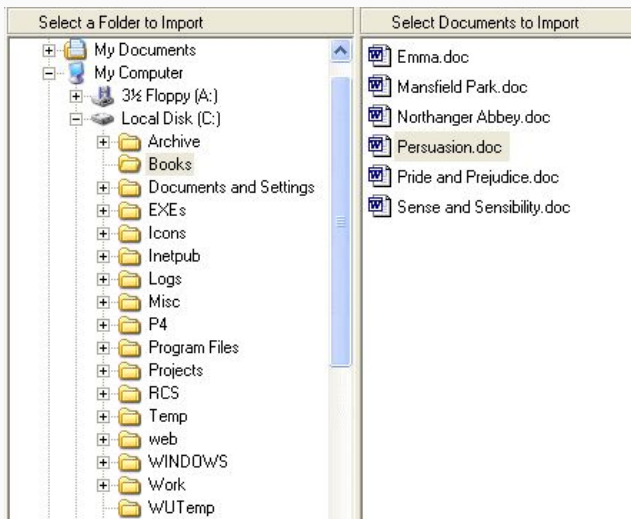 Select a Folder to Import
My Documents
My Computer
3½ Floppy (A:)
Local Disk (C:)
Archive
Books
Documents and Settings
EXEs
Icons
Inetpub
Logs
Misc
P4
Program Files
Projects
RCS
Temp
web
WINDOWS
Work
WUTemp
Select Documents to Import
Emma.doc
Mansfield Park.doc
Northanger Abbey.doc
Persuasion.doc
Pride and Prejudice.doc
Sense and Sensibility.doc